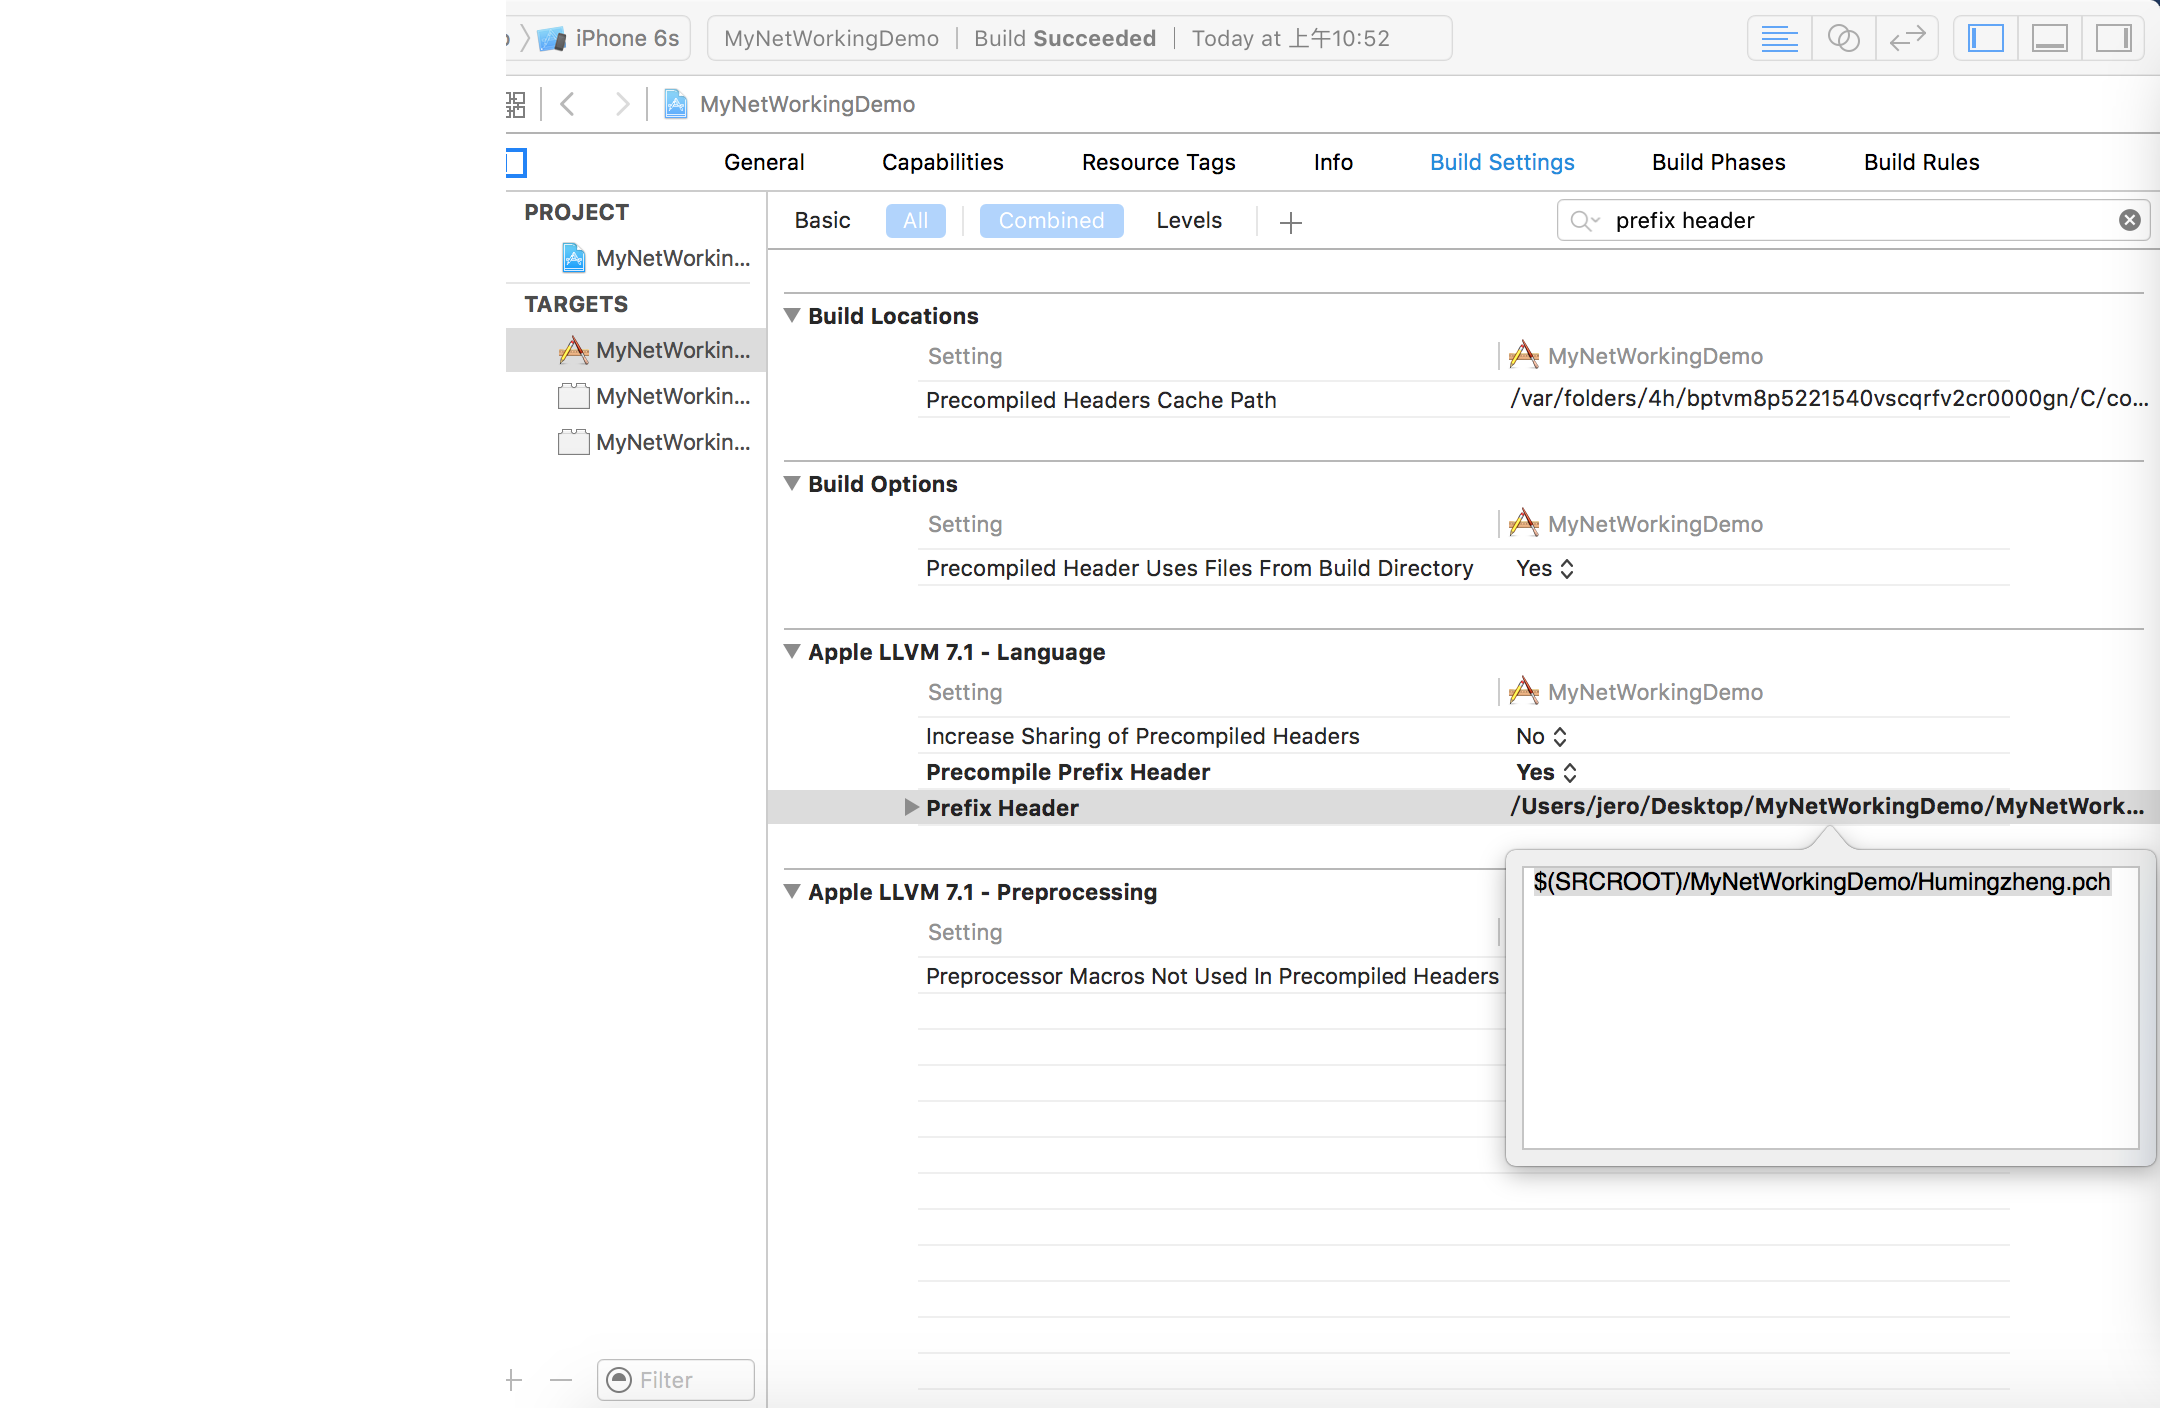 iPhone 6s
MyNetWorkingDemo | Build Succeeded | Today at 上午10:52
MyNetWorkingDemo
General Capabilities Resource Tags Info Build Settings Build Phases Build Rules
PROJECT
MyNetWorkin...
TARGETS
MyNetWorkin...
MyNetWorkin...
MyNetWorkin...
Basic All Combined Levels
prefix header
Build Locations
Setting MyNetWorkingDemo
Precompiled Headers Cache Path /var/folders/4h/bptvm8p5221540vscqrfv2cr0000gn/C/co...
Build Options
Setting MyNetWorkingDemo
Precompiled Header Uses Files From Build Directory Yes
Apple LLVM 7.1 - Language
Setting MyNetWorkingDemo
Increase Sharing of Precompiled Headers No
Precompile Prefix Header Yes
Prefix Header /Users/jero/Desktop/MyNetWorkingDemo/MyNetWork...
$(SRCROOT)/MyNetWorkingDemo/Humingzheng.pch
Apple LLVM 7.1 - Preprocessing
Setting
Preprocessor Macros Not Used In Precompiled Headers
Filter